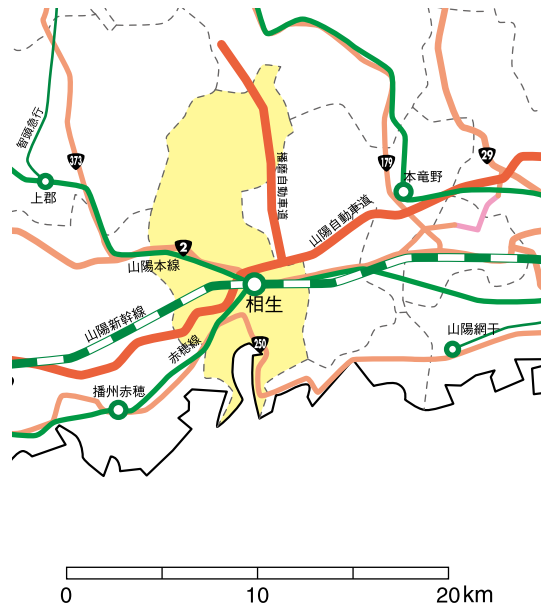 智頭急行
373
上郡
播磨自動車道
179
29
本竜野
山陽自動車道
2
山陽本線
相生
山陽新幹線
赤穂線
250
山陽網干
播州赤穂
0 10 20km